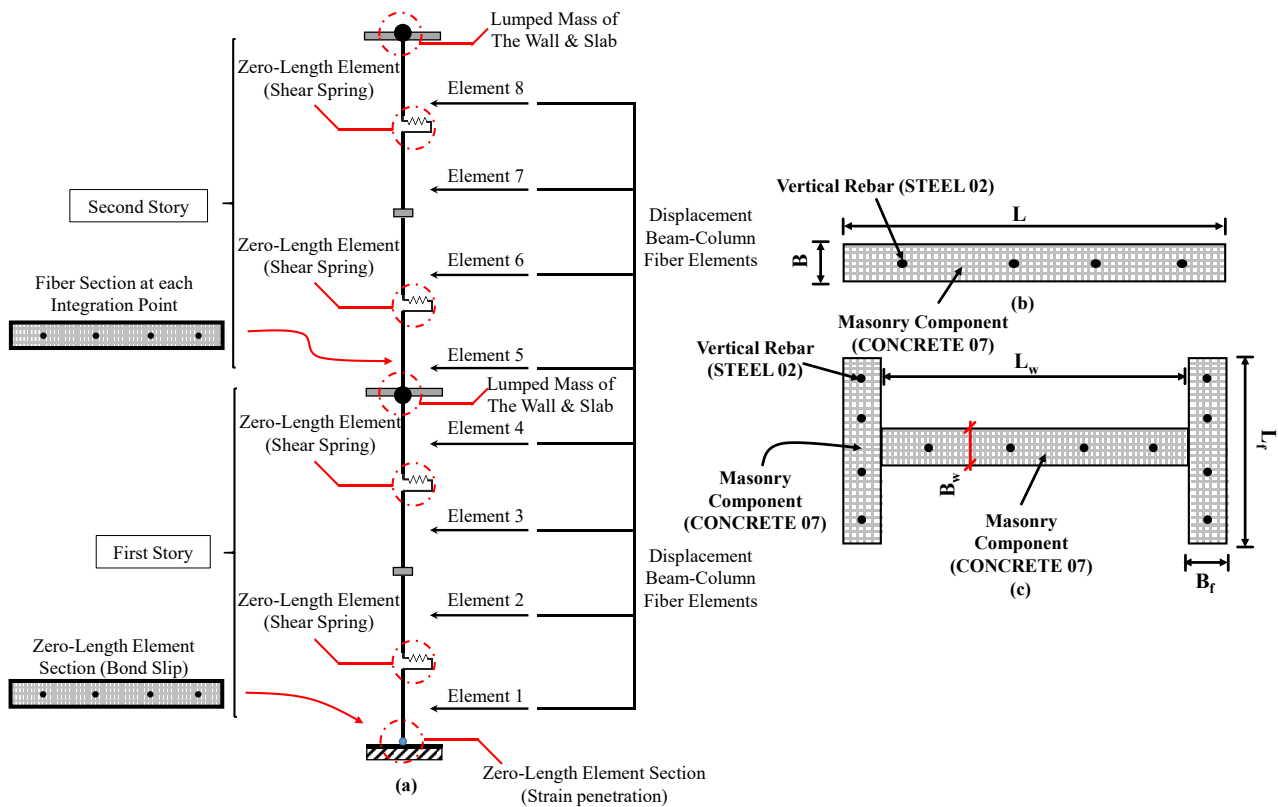 Lumped Mass of
The Wall & Slab
Zero-Length Element
(Shear Spring)
Element 8
Element 7
Second Story
Zero-Length Element
(Shear Spring)
Element 6
Displacement
Beam-Column
Fiber Elements
Fiber Section at each
Integration Point
Element 5
Lumped Mass of
The Wall & Slab
Zero-Length Element
(Shear Spring)
Element 4
Element 3
First Story
Displacement
Beam-Column
Fiber Elements
Zero-Length Element
(Shear Spring)
Element 2
Zero-Length Element
Section (Bond Slip)
Element 1
Zero-Length Element Section
(Strain penetration)
(a)
Vertical Rebar (STEEL 02)
L
B
(b)
Masonry Component
(CONCRETE 07)
Vertical Rebar
(STEEL 02)
Lw
Lf
Bw
Masonry
Component
(CONCRETE 07)
Masonry
Component
(CONCRETE 07)
Bf
(c)